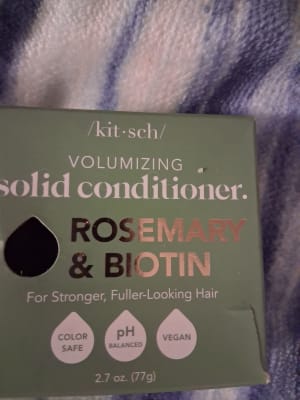 /kit·sch/
VOLUMIZING
solid conditioner.
ROSEMARY
& BIOTIN
For Stronger, Fuller-Looking Hair
COLOR
SAFE
pH
BALANCED
VEGAN
2.7 oz. (77g)